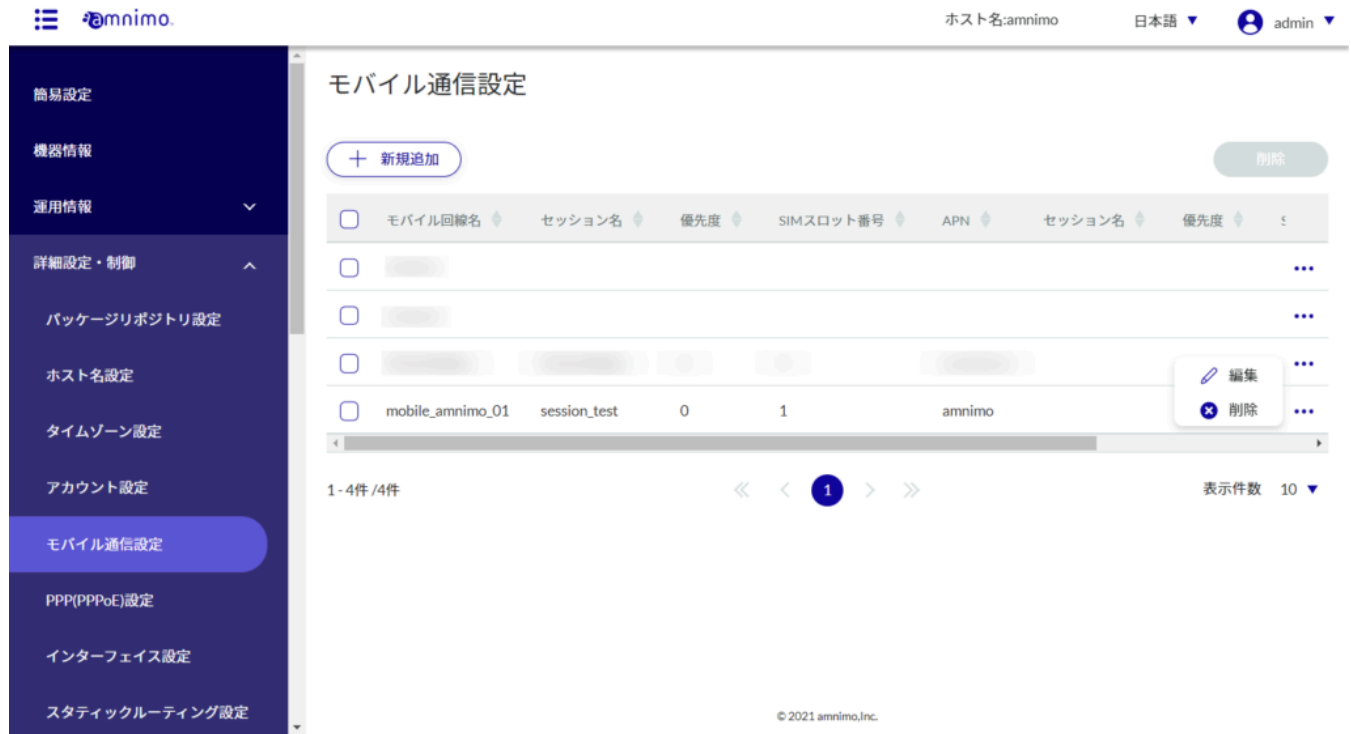 amnimo.
ホスト名:amnimo 日本語 ▼ admin ▼
簡易設定
機器情報
運用情報
詳細設定・制御
パッケージリポジトリ設定
ホスト名設定
タイムゾーン設定
アカウント設定
モバイル通信設定
PPP(PPPoE)設定
インターフェイス設定
スタティックルーティング設定
モバイル通信設定
+ 新規追加
削除
モバイル回線名 セッション名 優先度 SIMスロット番号 APN セッション名 優先度
編集
mobile_amnimo_01 session_test 0 1 amnimo
削除
1 - 4件 /4件 « < 1 > » 表示件数 10 ▼
© 2021 amnimo,Inc.